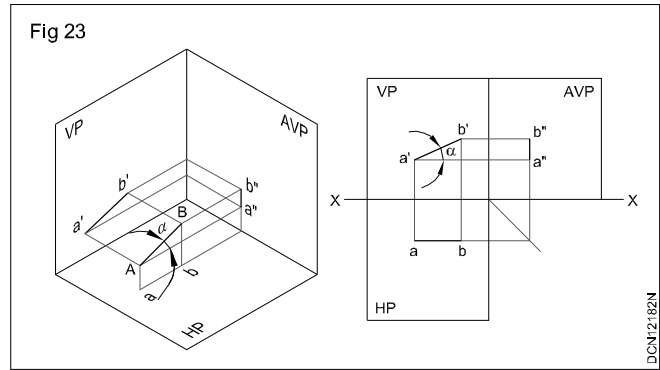 Fig 23
VP
AVP
b'
a'
B
b"
a"
α
A
b
a
HP
VP
AVP
b'
b"
a'
α
a"
X
X
a
b
HP
DCN12182N